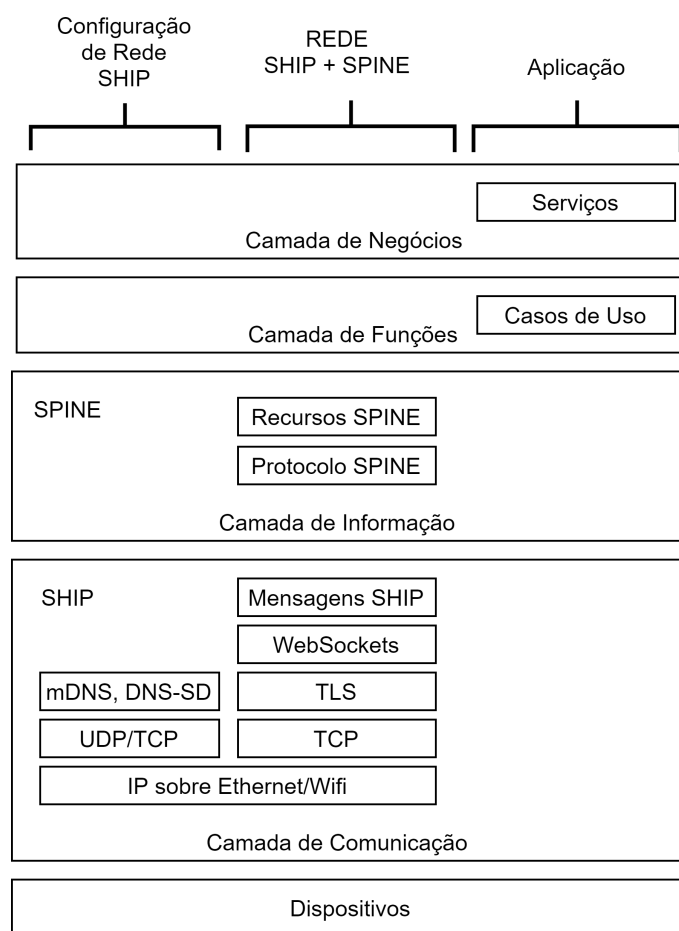 Configuração
de Rede
SHIP
REDE
SHIP + SPINE
Aplicação
Serviços
Camada de Negócios
Casos de Uso
Camada de Funções
SPINE
Recursos SPINE
Protocolo SPINE
Camada de Informação
SHIP
Mensagens SHIP
WebSockets
mDNS, DNS-SD
TLS
UDP/TCP
TCP
IP sobre Ethernet/Wifi
Camada de Comunicação
Dispositivos